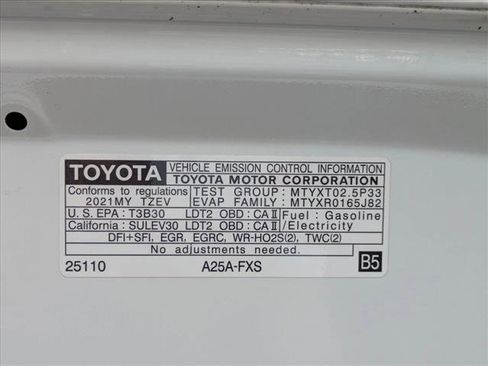 TOYOTA VEHICLE EMISSION CONTROL INFORMATION
TOYOTA MOTOR CORPORATION
Conforms to regulations TEST GROUP : MTYXT02.5P33
2021MY TZEV EVAP FAMILY : MTYXR0165J82
U.S. EPA : T3B30 LDT2 OBD : CA II Fuel : Gasoline
California : SULEV30 LDT2 OBD : CA II /Electricity
DFI+SFI, EGR, EGRC, WR-HO2S(2), TWC(2)
No adjustments needed.
25110 A25A-FXS B5